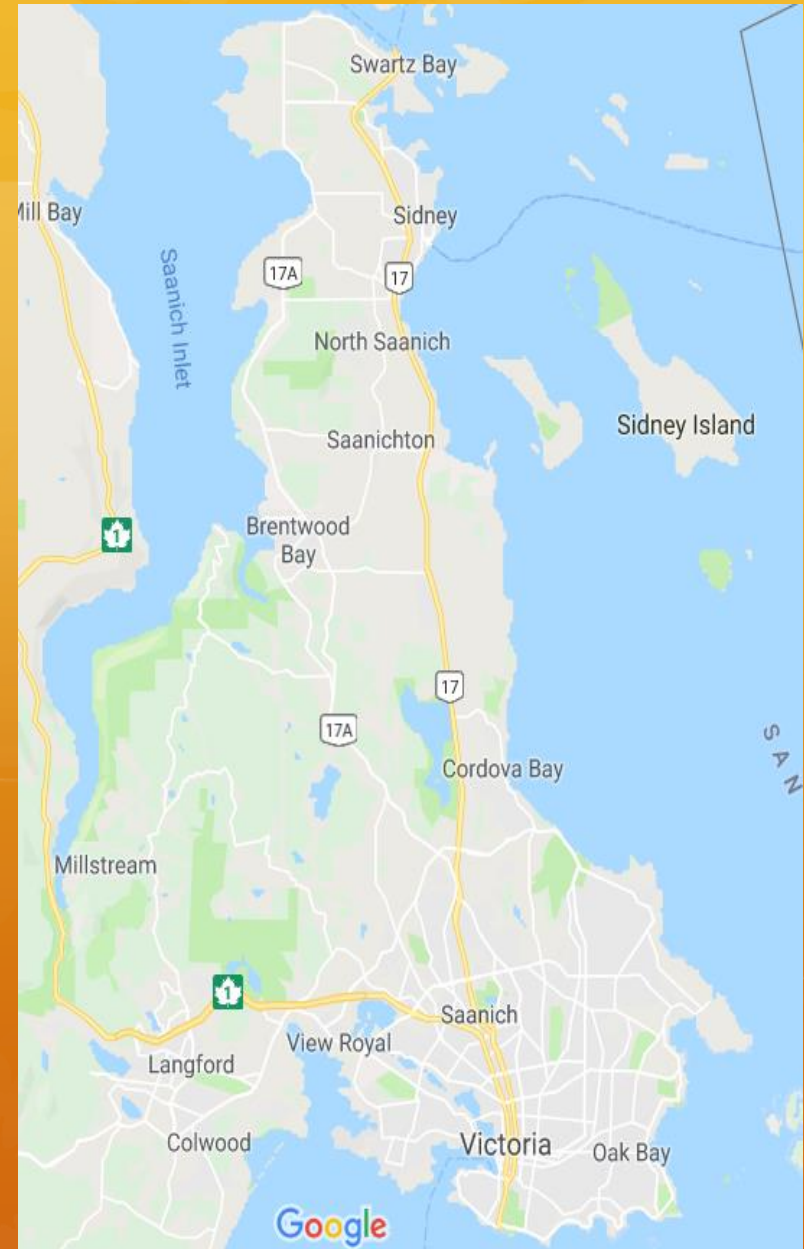 Swartz Bay
Mill Bay
Sidney
Saanich Inlet
17A
17
North Saanich
Sidney Island
Saanichton
Brentwood
Bay
1
17
17A
SAN
Cordova Bay
Millstream
1
Saanich
View Royal
Langford
Colwood
Victoria
Oak Bay
Google